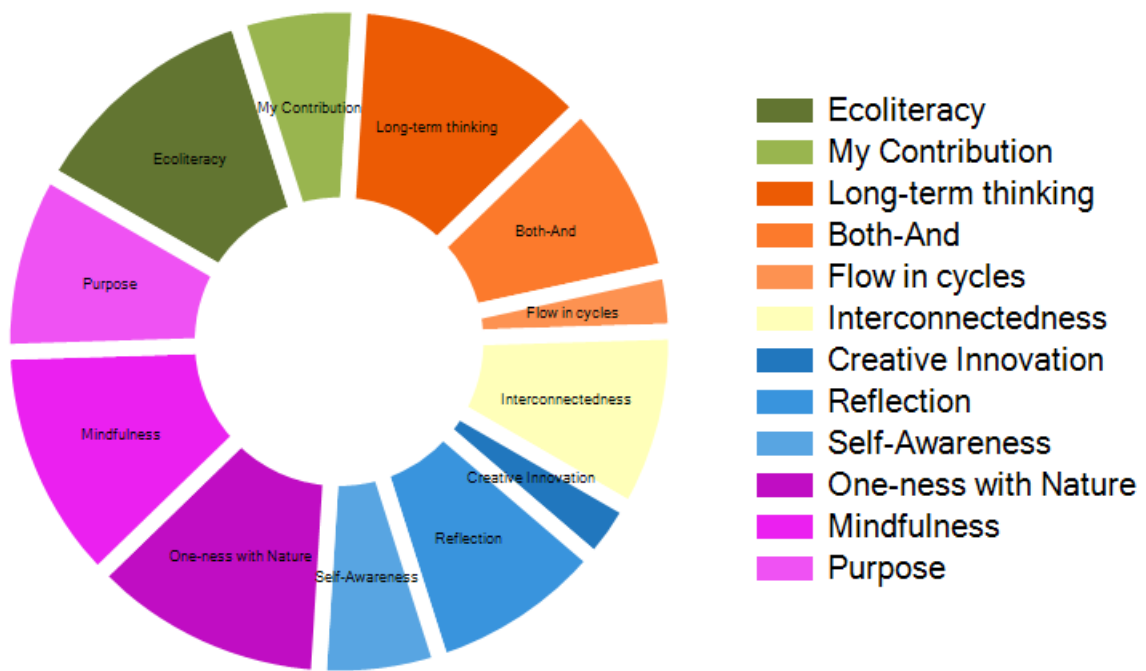 My Contribution
Long-term thinking
Ecoliteracy
Both-And
Purpose
Flow in cycles
Interconnectedness
Mindfulness
Creative Innovation
Reflection
One-ness with Nature
Self-Awareness
Ecoliteracy
My Contribution
Long-term thinking
Both-And
Flow in cycles
Interconnectedness
Creative Innovation
Reflection
Self-Awareness
One-ness with Nature
Mindfulness
Purpose